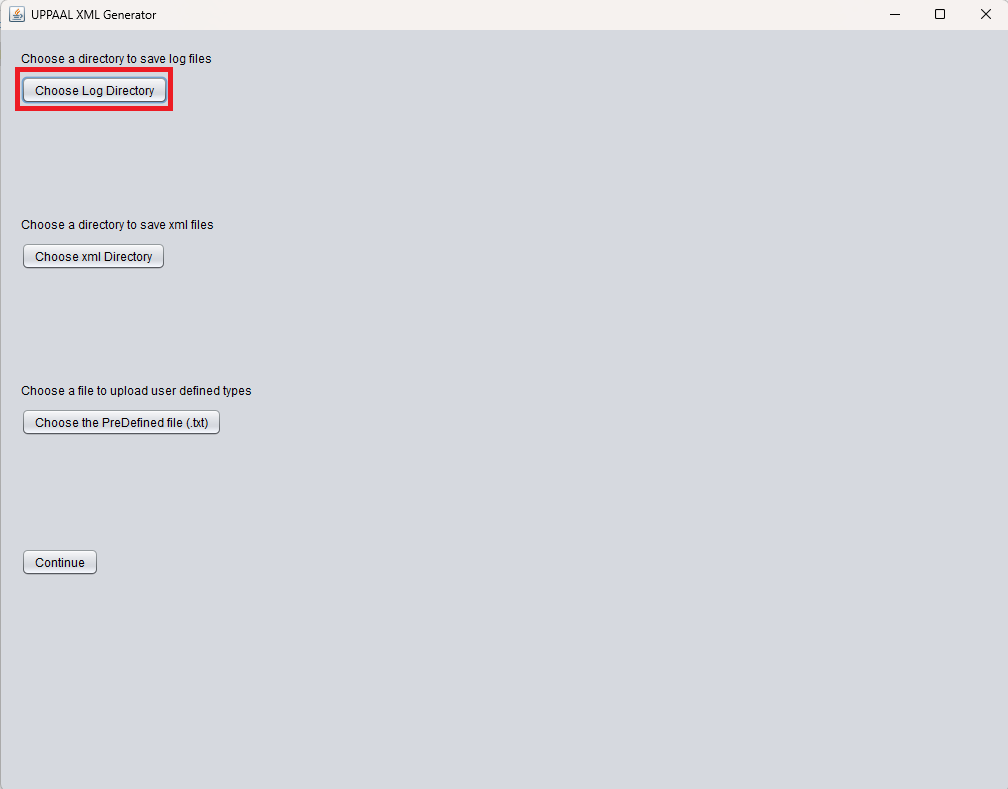 UPPAAL XML Generator
Choose a directory to save log files
Choose Log Directory
Choose a directory to save xml files
Choose xml Directory
Choose a file to upload user defined types
Choose the PreDefined file (.txt)
Continue